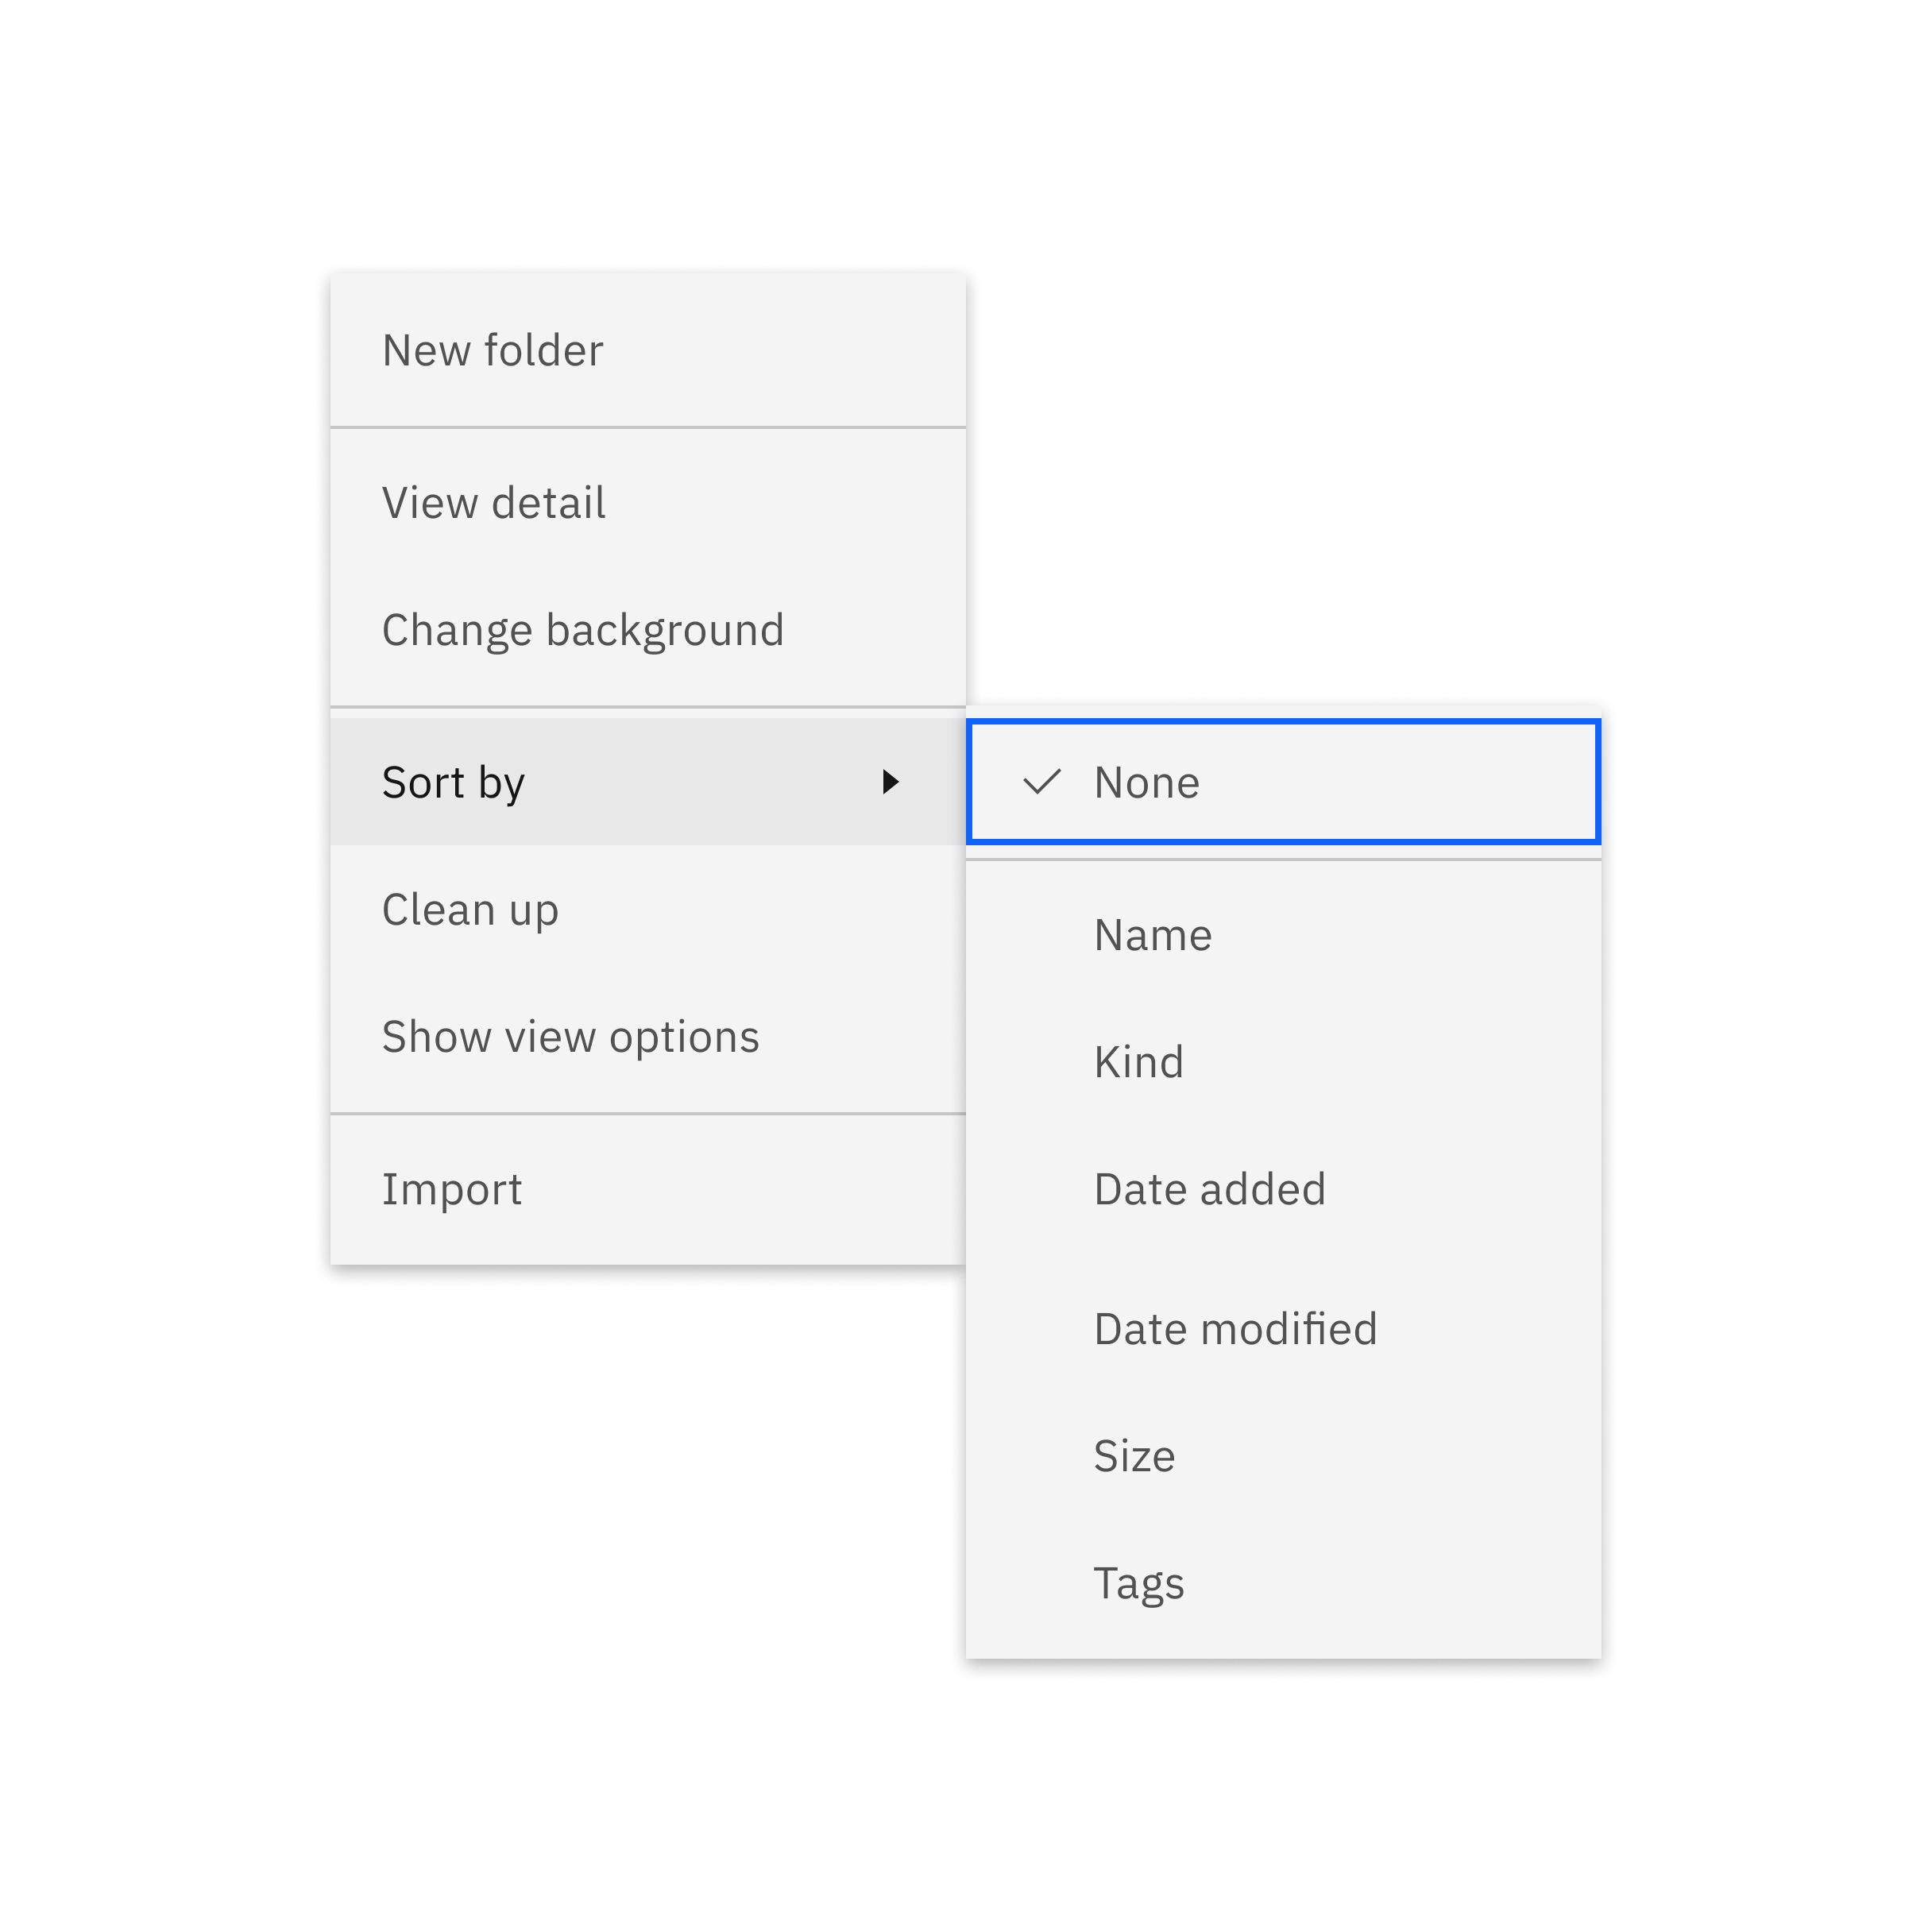 New folder
View detail
Change background
Sort by
Clean up
Show view options
Import
None
Name
Kind
Date added
Date modified
Size
Tags